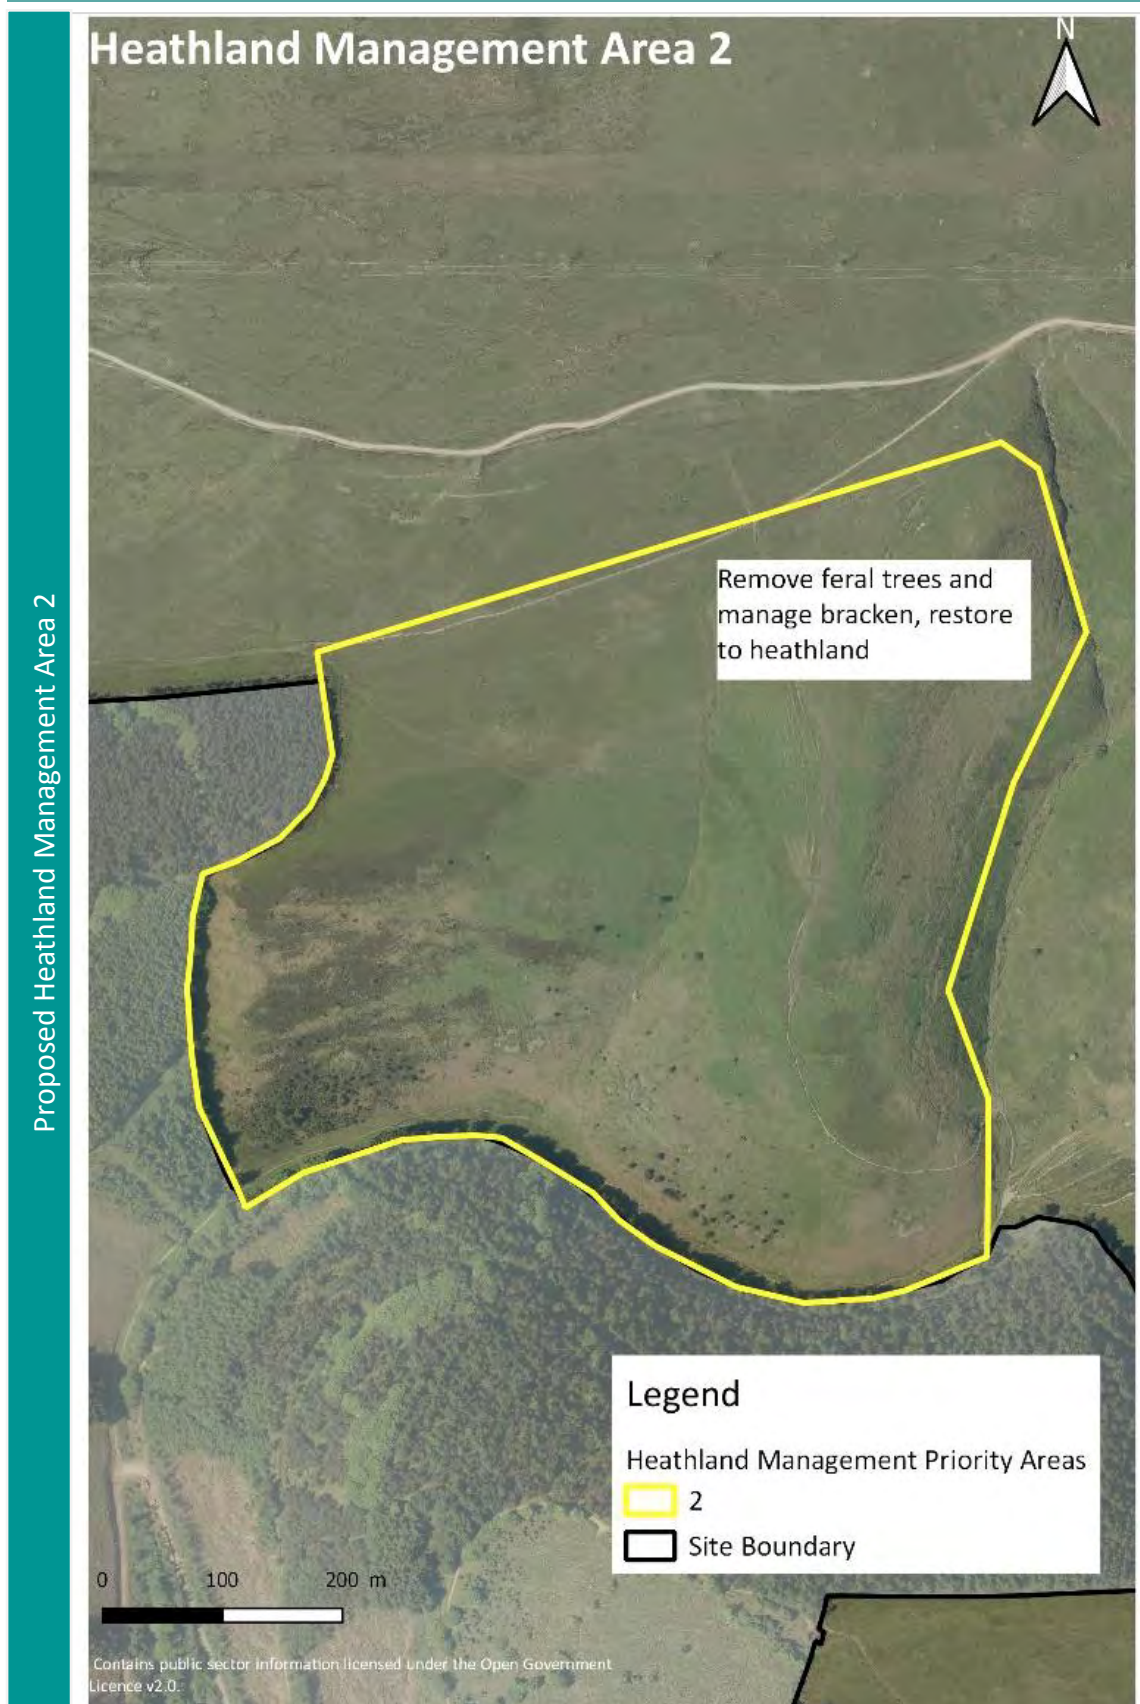 Proposed Heathland Management Area 2
Heathland Management Area 2
N
Remove feral trees and
manage bracken, restore
to heathland
Legend
Heathland Management Priority Areas
2
Site Boundary
0 100 200 m
Contains public sector information licensed under the Open Government
Licence v2.0.